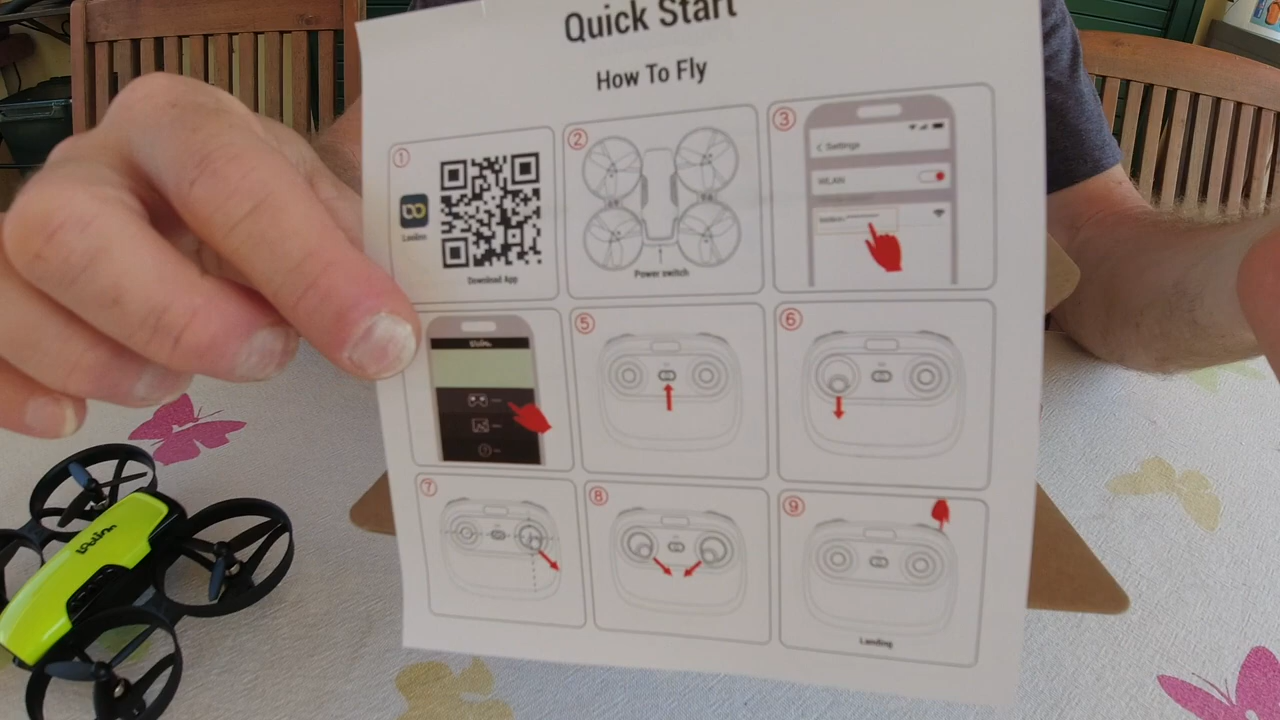 Quick Start
How To Fly
①
②
③
Settings
WLAN
Download App
Power switch
⑤
⑥
⑦
⑧
⑨
Landing